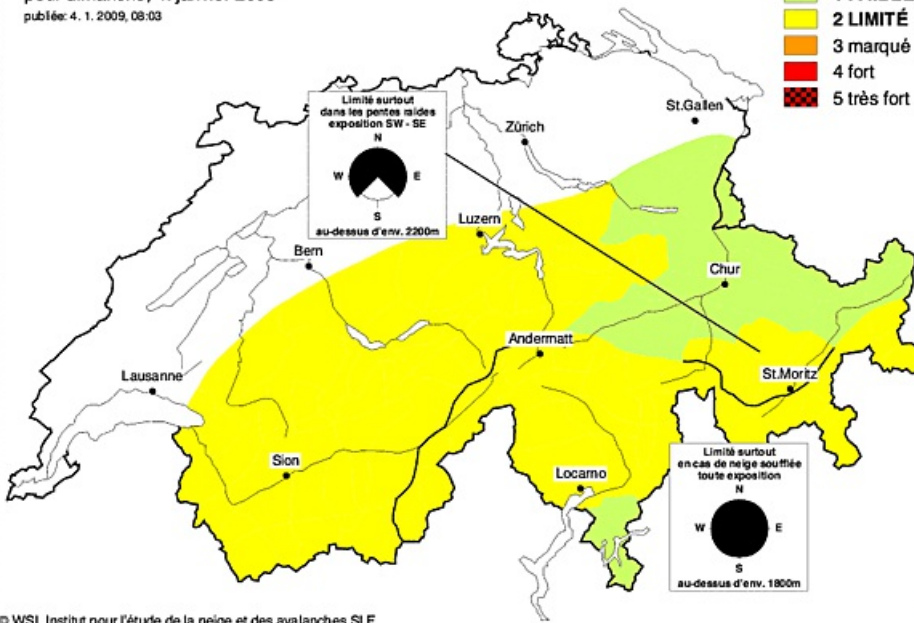 publiée: 4. 1. 2009, 08:03
2 LIMITÉ
3 marqué
4 fort
5 très fort
Limité surtout
dans les pentes raides
exposition SW - SE
N
W
E
S
au-dessus d'env. 2200m
St.Gallen
Zürich
Luzern
Bern
Chur
Andermatt
Lausanne
St.Moritz
Sion
Locarno
Limité surtout
en cas de neige soufflée
toute exposition
N
W
E
S
au-dessus d'env. 1800m
© WSL Institut pour l'étude de la neige et des avalanches SLF